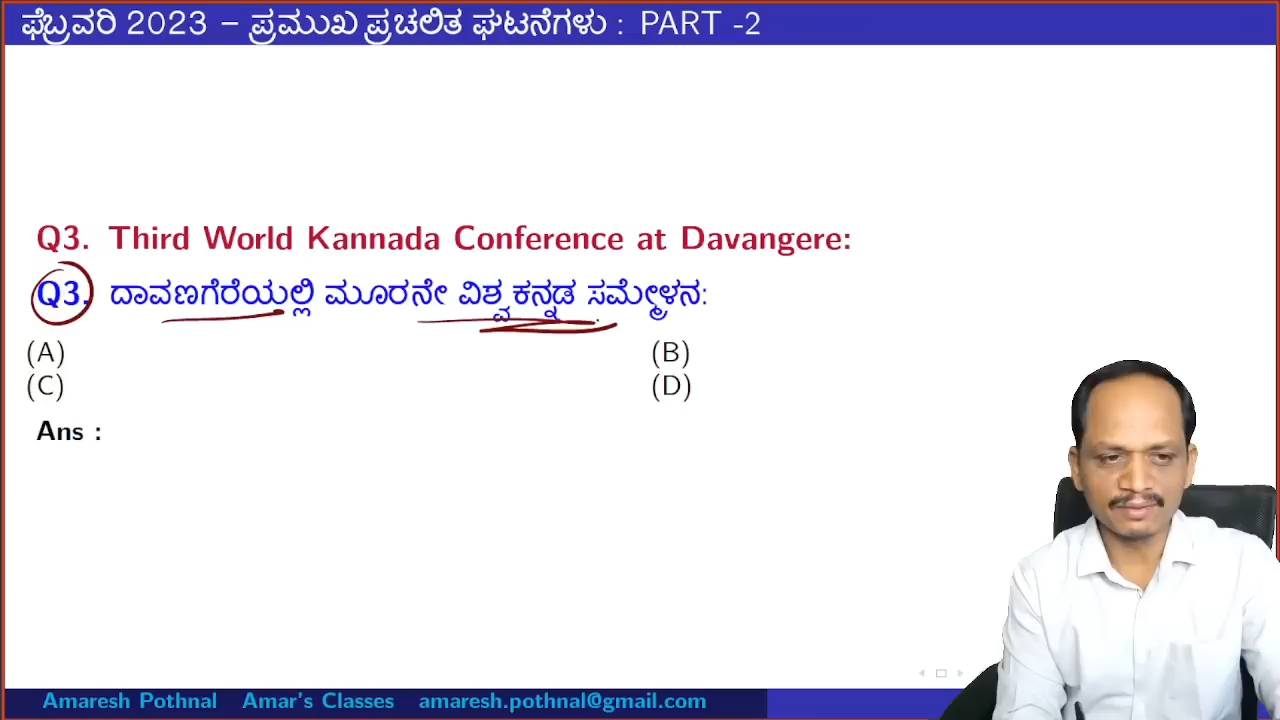 ಫೆಬ್ರವರಿ 2023 – ಪ್ರಮುಖ ಪ್ರಚಲಿತ ಘಟನೆಗಳು : PART -2
Q3. Third World Kannada Conference at Davangere:
Q3. ದಾವಣಗೆರೆಯಲ್ಲಿ ಮೂರನೇ ವಿಶ್ವ ಕನ್ನಡ ಸಮ್ಮೇಳನ:
(A) (B)
(C) (D)
Ans :
Amaresh Pothnal Amar's Classes amaresh.pothnal@gmail.com